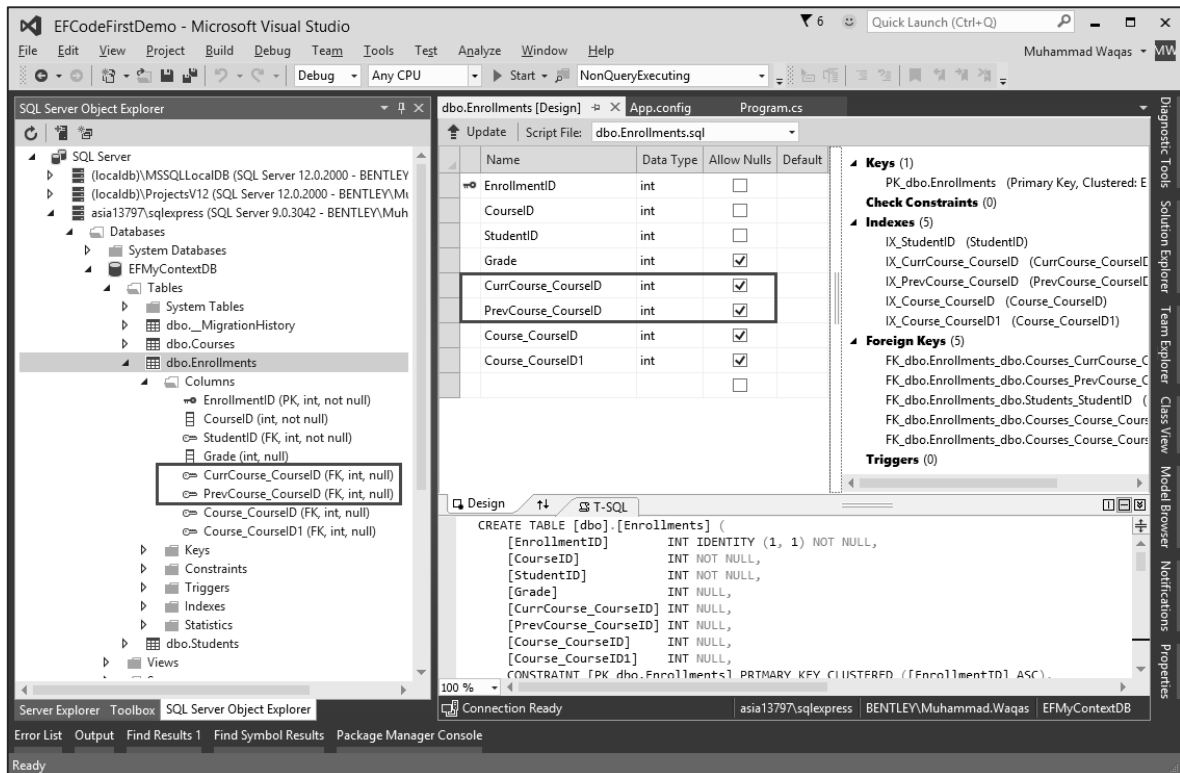 EFCodeFirstDemo - Microsoft Visual Studio
6
Quick Launch (Ctrl+Q)
File Edit View Project Build Debug Team Tools Test Analyze Window Help
Muhammad Waqas
MW
Debug Any CPU Start NonQueryExecuting
SQL Server Object Explorer
SQL Server
(localdb)\MSSQLLocalDB (SQL Server 12.0.2000 - BENTLEY
(localdb)\ProjectsV12 (SQL Server 12.0.2000 - BENTLEY\Mu
asia13797\sqlexpress (SQL Server 9.0.3042 - BENTLEY\Muh
Databases
System Databases
EFMyContextDB
Tables
System Tables
dbo.__MigrationHistory
dbo.Courses
dbo.Enrollments
Columns
EnrollmentID (PK, int, not null)
CourseID (int, not null)
StudentID (FK, int, not null)
Grade (int, null)
CurrCourse_CourseID (FK, int, null)
PrevCourse_CourseID (FK, int, null)
Course_CourseID (FK, int, null)
Course_CourseID1 (FK, int, null)
Keys
Constraints
Triggers
Indexes
Statistics
dbo.Students
Views
Server Explorer Toolbox SQL Server Object Explorer
dbo.Enrollments [Design] App.config Program.cs
Update Script File: dbo.Enrollments.sql
Name Data Type Allow Nulls Default
EnrollmentID int
CourseID int
StudentID int
Grade int
CurrCourse_CourseID int
PrevCourse_CourseID int
Course_CourseID int
Course_CourseID1 int
Keys (1)
PK_dbo.Enrollments (Primary Key, Clustered: E
Check Constraints (0)
Indexes (5)
IX_StudentID (StudentID)
IX_CurrCourse_CourseID (CurrCourse_CourseID
IX_PrevCourse_CourseID (PrevCourse_CourseID
IX_Course_CourseID (Course_CourseID)
IX_Course_CourseID1 (Course_CourseID1)
Foreign Keys (5)
FK_dbo.Enrollments_dbo.Courses_CurrCourse_C
FK_dbo.Enrollments_dbo.Courses_PrevCourse_C
FK_dbo.Enrollments_dbo.Students_StudentID (
FK_dbo.Enrollments_dbo.Courses_Course_Cours
FK_dbo.Enrollments_dbo.Courses_Course_Cours
Triggers (0)
Design T-SQL
CREATE TABLE [dbo].[Enrollments] (
[EnrollmentID] INT IDENTITY (1, 1) NOT NULL,
[CourseID] INT NOT NULL,
[StudentID] INT NOT NULL,
[Grade] INT NULL,
[CurrCourse_CourseID] INT NULL,
[PrevCourse_CourseID] INT NULL,
[Course_CourseID] INT NULL,
[Course_CourseID1] INT NULL,
CONSTRAINT [PK_dbo.Enrollments] PRIMARY KEY CLUSTERED ([EnrollmentID] ASC),
100 %
Connection Ready asia13797\sqlexpress BENTLEY\Muhammad.Waqas EFMyContextDB
Diagnostic Tools
Solution Explorer
Team Explorer
Class View
Model Browser
Notifications
Properties
Error List Output Find Results 1 Find Symbol Results Package Manager Console
Ready